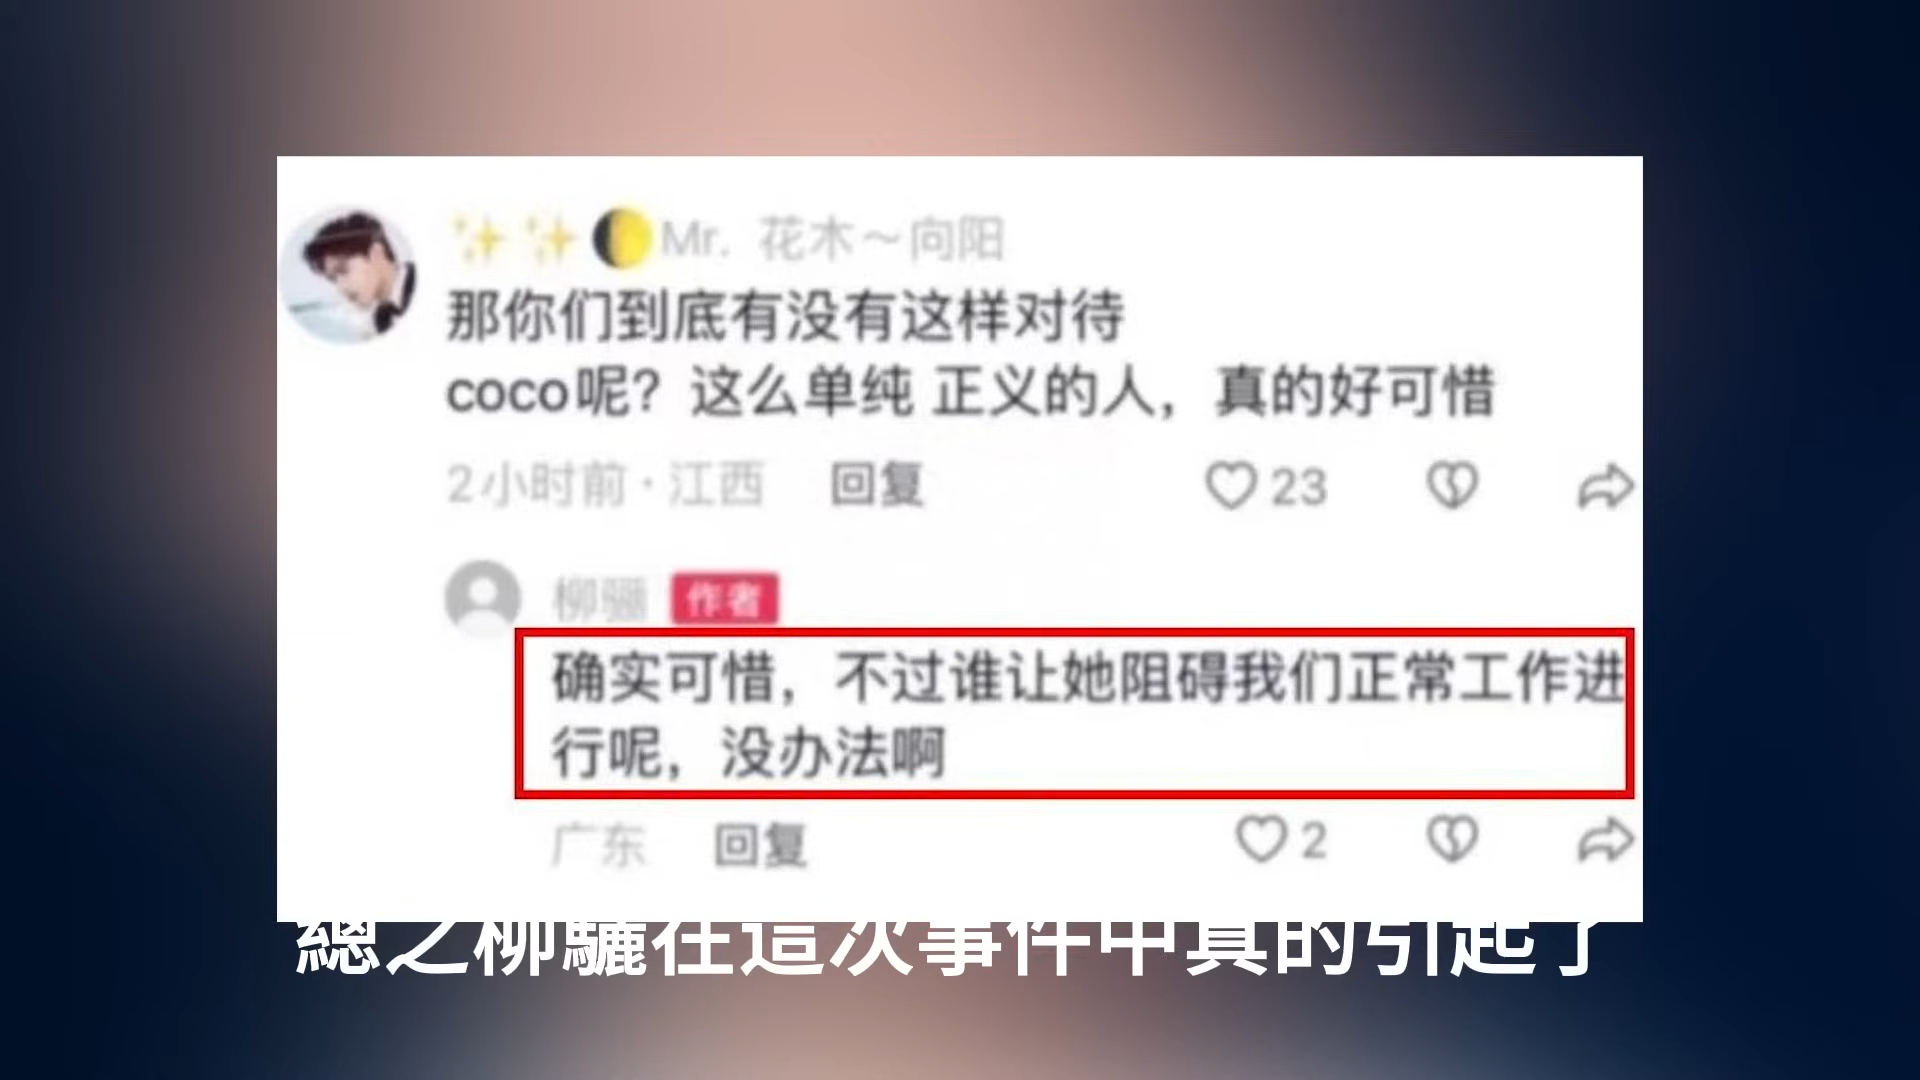 Mr. 花木～向阳
那你们到底有没有这样对待
coco呢？这么单纯 正义的人，真的好可惜
2小时前·江西 回复 23
柳骊 作者
确实可惜，不过谁让她阻碍我们正常工作进
行呢，没办法啊
广东 回复 2
總之柳驪在這次事件中真的引起了